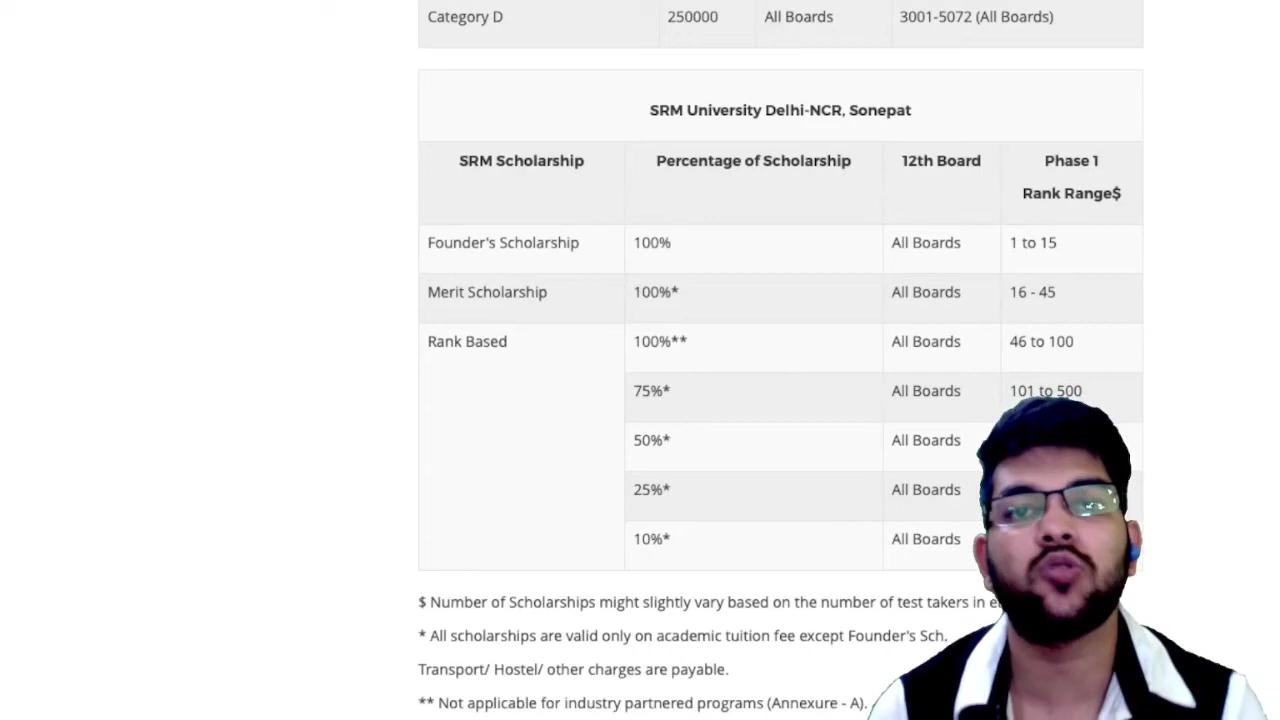 Category D 250000 All Boards 3001-5072 (All Boards)
SRM University Delhi-NCR, Sonepat
SRM Scholarship Percentage of Scholarship 12th Board Phase 1
Rank Range$
Founder's Scholarship 100% All Boards 1 to 15
Merit Scholarship 100%* All Boards 16 - 45
Rank Based 100%** All Boards 46 to 100
75%* All Boards 101 to 500
50%* All Boards
25%* All Boards
10%* All Boards
$ Number of Scholarships might slightly vary based on the number of test takers in
* All scholarships are valid only on academic tuition fee except Founder's Sch.
Transport/ Hostel/ other charges are payable.
** Not applicable for industry partnered programs (Annexure - A).